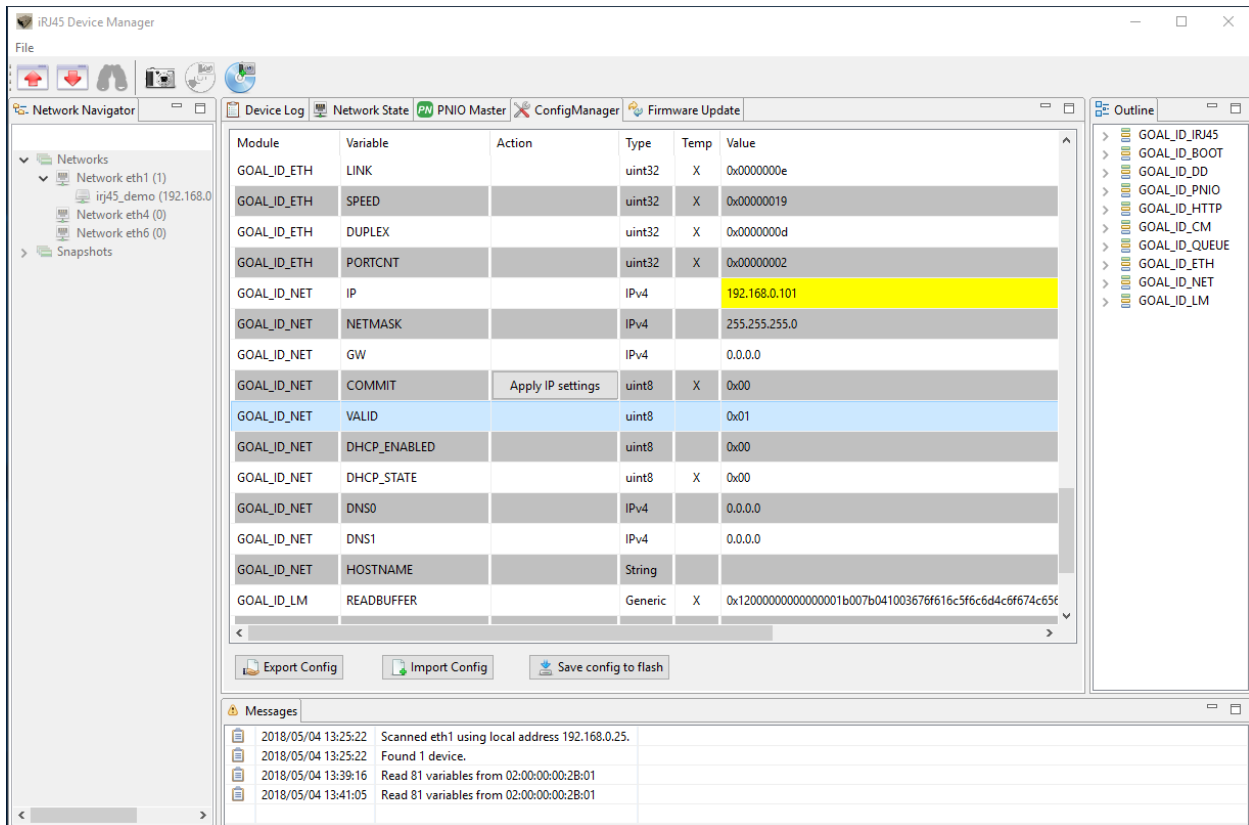 iRJ45 Device Manager
File
Network Navigator
Networks
Network eth1 (1)
irj45_demo (192.168.0
Network eth4 (0)
Network eth6 (0)
Snapshots
Device Log Network State PN PNIO Master ConfigManager Firmware Update
Module Variable Action Type Temp Value
GOAL_ID_ETH LINK uint32 X 0x0000000e
GOAL_ID_ETH SPEED uint32 X 0x00000019
GOAL_ID_ETH DUPLEX uint32 X 0x0000000d
GOAL_ID_ETH PORTCNT uint32 X 0x00000002
GOAL_ID_NET IP IPv4 192.168.0.101
GOAL_ID_NET NETMASK IPv4 255.255.255.0
GOAL_ID_NET GW IPv4 0.0.0.0
GOAL_ID_NET COMMIT Apply IP settings uint8 X 0x00
GOAL_ID_NET VALID uint8 0x01
GOAL_ID_NET DHCP_ENABLED uint8 0x00
GOAL_ID_NET DHCP_STATE uint8 X 0x00
GOAL_ID_NET DNS0 IPv4 0.0.0.0
GOAL_ID_NET DNS1 IPv4 0.0.0.0
GOAL_ID_NET HOSTNAME String
GOAL_ID_LM READBUFFER Generic X
Export Config Import Config Save config to flash
Outline
GOAL_ID_IRJ45
GOAL_ID_BOOT
GOAL_ID_DD
GOAL_ID_PNIO
GOAL_ID_HTTP
GOAL_ID_CM
GOAL_ID_QUEUE
GOAL_ID_ETH
GOAL_ID_NET
GOAL_ID_LM
Messages
2018/05/04 13:25:22 Scanned eth1 using local address 192.168.0.25.
2018/05/04 13:25:22 Found 1 device.
2018/05/04 13:39:16 Read 81 variables from 02:00:00:00:2B:01
2018/05/04 13:41:05 Read 81 variables from 02:00:00:00:2B:01